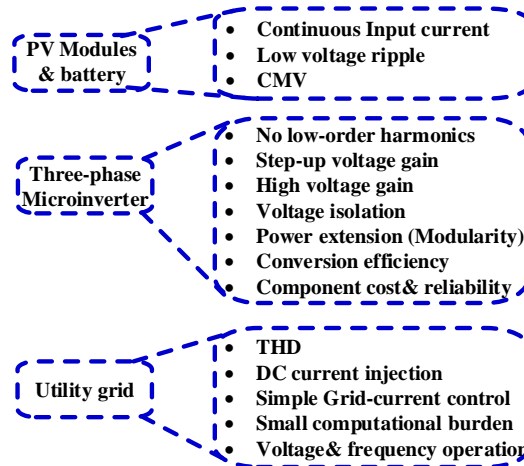 PV Modules
& battery
• Continuous Input current
• Low voltage ripple
• CMV
Three-phase
Microinverter
• No low-order harmonics
• Step-up voltage gain
• High voltage gain
• Voltage isolation
• Power extension (Modularity)
• Conversion efficiency
• Component cost& reliability
Utility grid
• THD
• DC current injection
• Simple Grid-current control
• Small computational burden
• Voltage& frequency operation